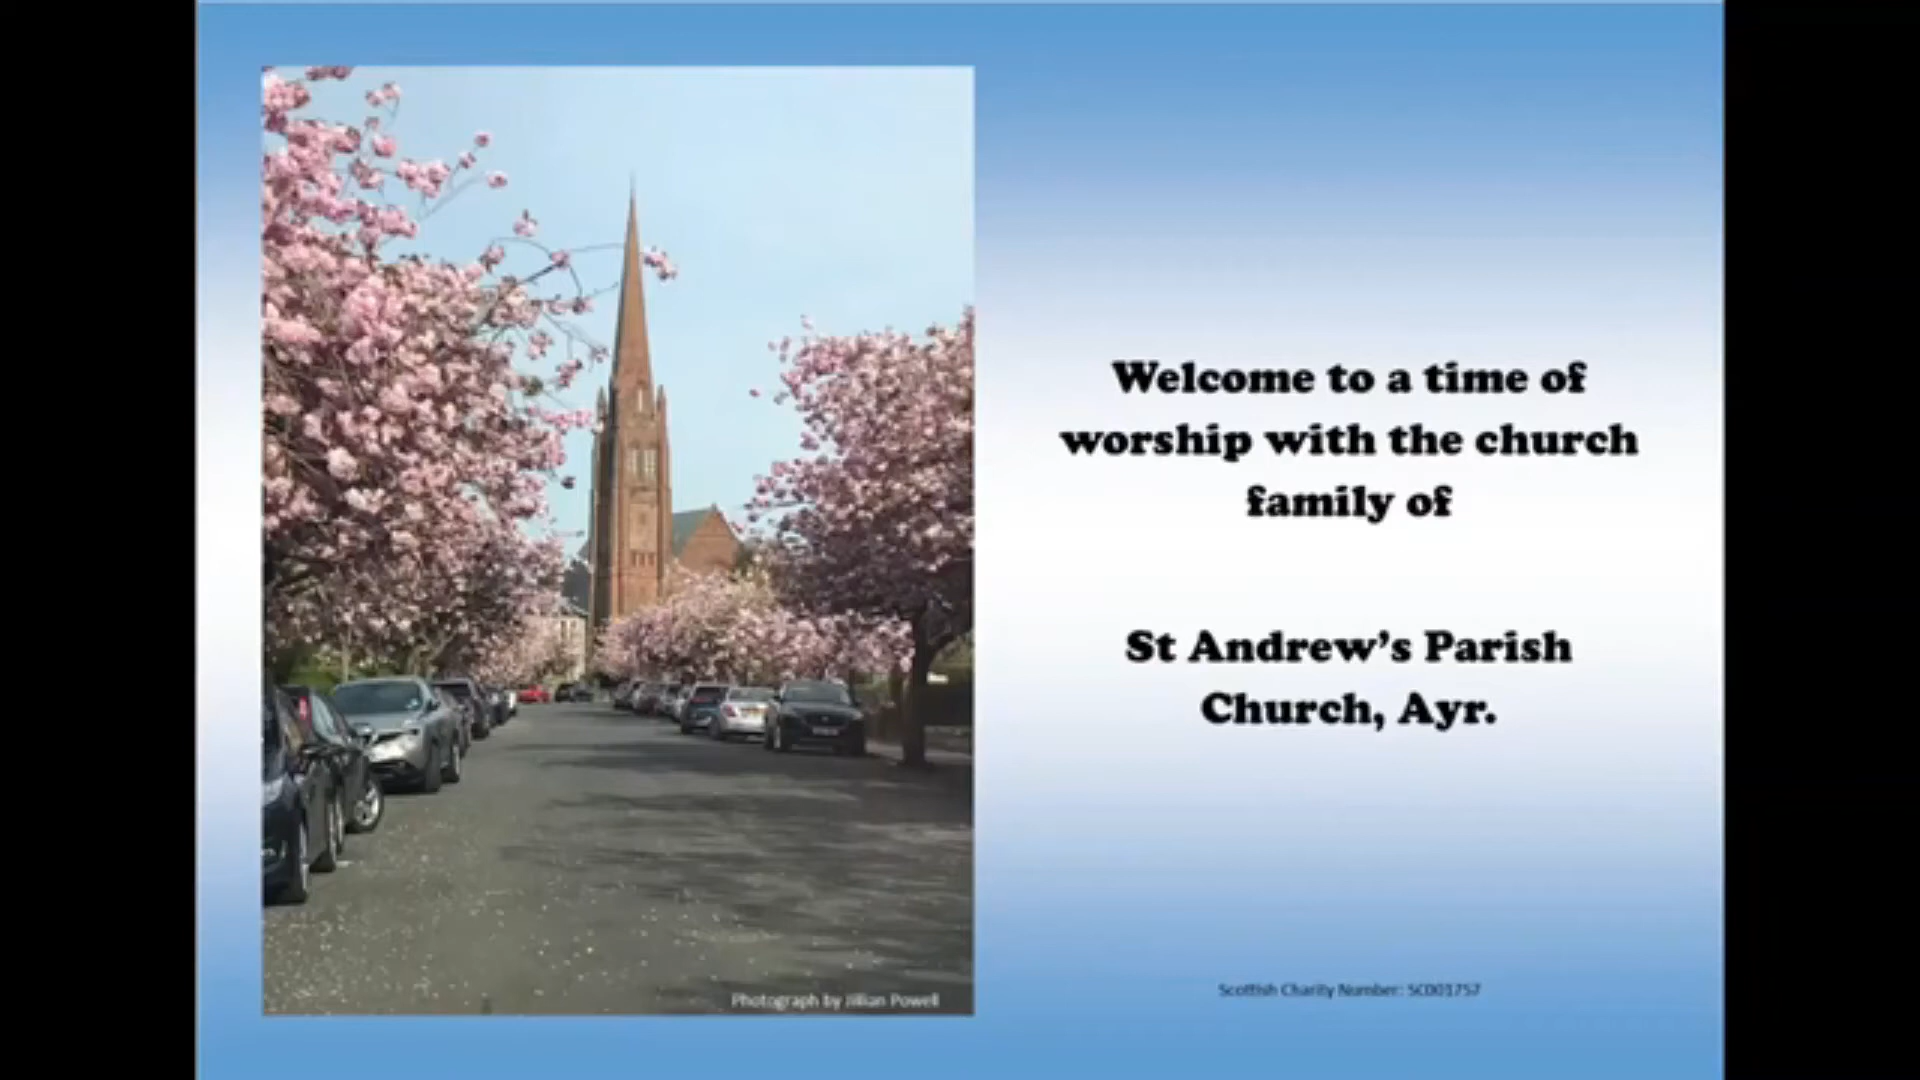 Welcome to a time of
worship with the church
family of
St Andrew's Parish
Church, Ayr.
Photograph by Jillian Powell
Scottish Charity Number: SC001757